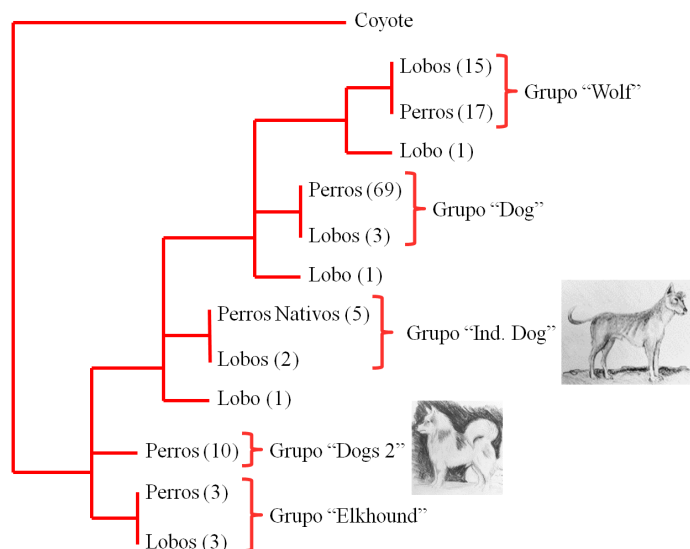 Coyote
Lobos (15)
Grupo “Wolf”
Perros (17)
Lobo (1)
Perros (69)
Grupo “Dog”
Lobos (3)
Lobo (1)
Perros Nativos (5)
Grupo “Ind. Dog”
Lobos (2)
Lobo (1)
Perros (10)
Grupo “Dogs 2”
Perros (3)
Grupo “Elkhound”
Lobos (3)